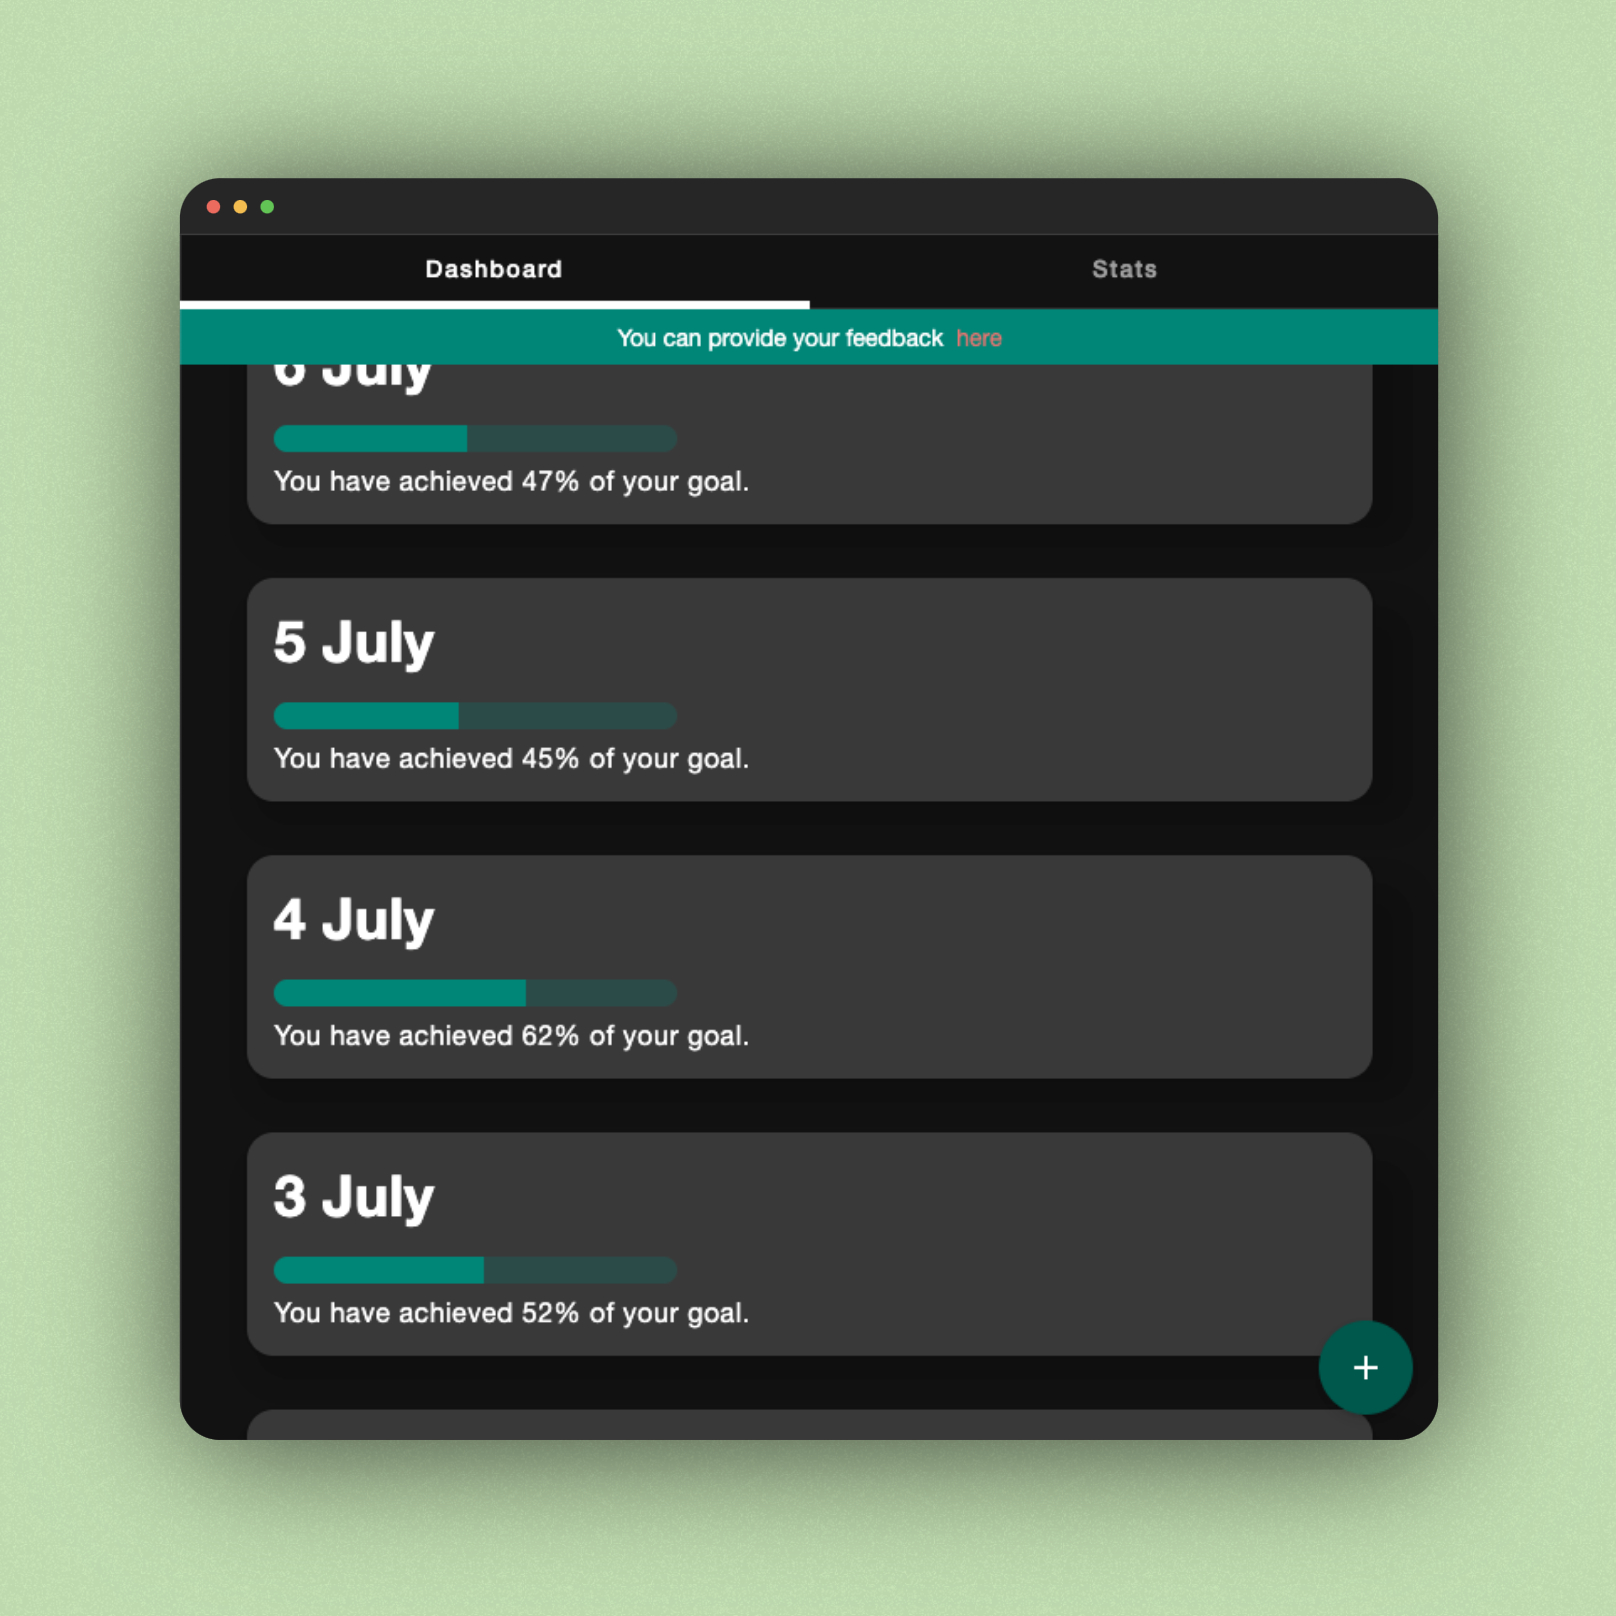 Dashboard
Stats
You can provide your feedback here
6 July
You have achieved 47% of your goal.
5 July
You have achieved 45% of your goal.
4 July
You have achieved 62% of your goal.
3 July
You have achieved 52% of your goal.
+